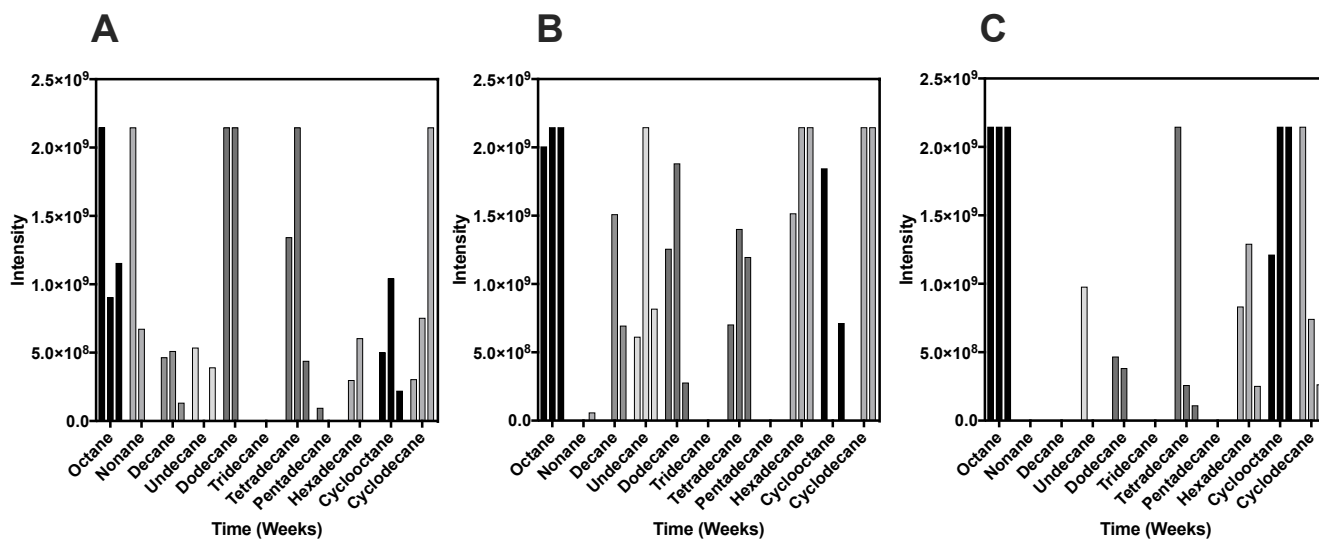 A
B
C
2.5×10⁹
2.0×10⁹
1.5×10⁹
1.0×10⁹
5.0×10⁸
0.0
Intensity
Octane
Nonane
Decane
Undecane
Dodecane
Tridecane
Tetradecane
Pentadecane
Hexadecane
Cyclooctane
Cyclodecane
Time (Weeks)
2.5×10⁹
2.0×10⁹
1.5×10⁹
1.0×10⁹
5.0×10⁸
0.0
Intensity
Octane
Nonane
Decane
Undecane
Dodecane
Tridecane
Tetradecane
Pentadecane
Hexadecane
Cyclooctane
Cyclodecane
Time (Weeks)
2.5×10⁹
2.0×10⁹
1.5×10⁹
1.0×10⁹
5.0×10⁸
0.0
Intensity
Octane
Nonane
Decane
Undecane
Dodecane
Tridecane
Tetradecane
Pentadecane
Hexadecane
Cyclooctane
Cyclodecane
Time (Weeks)